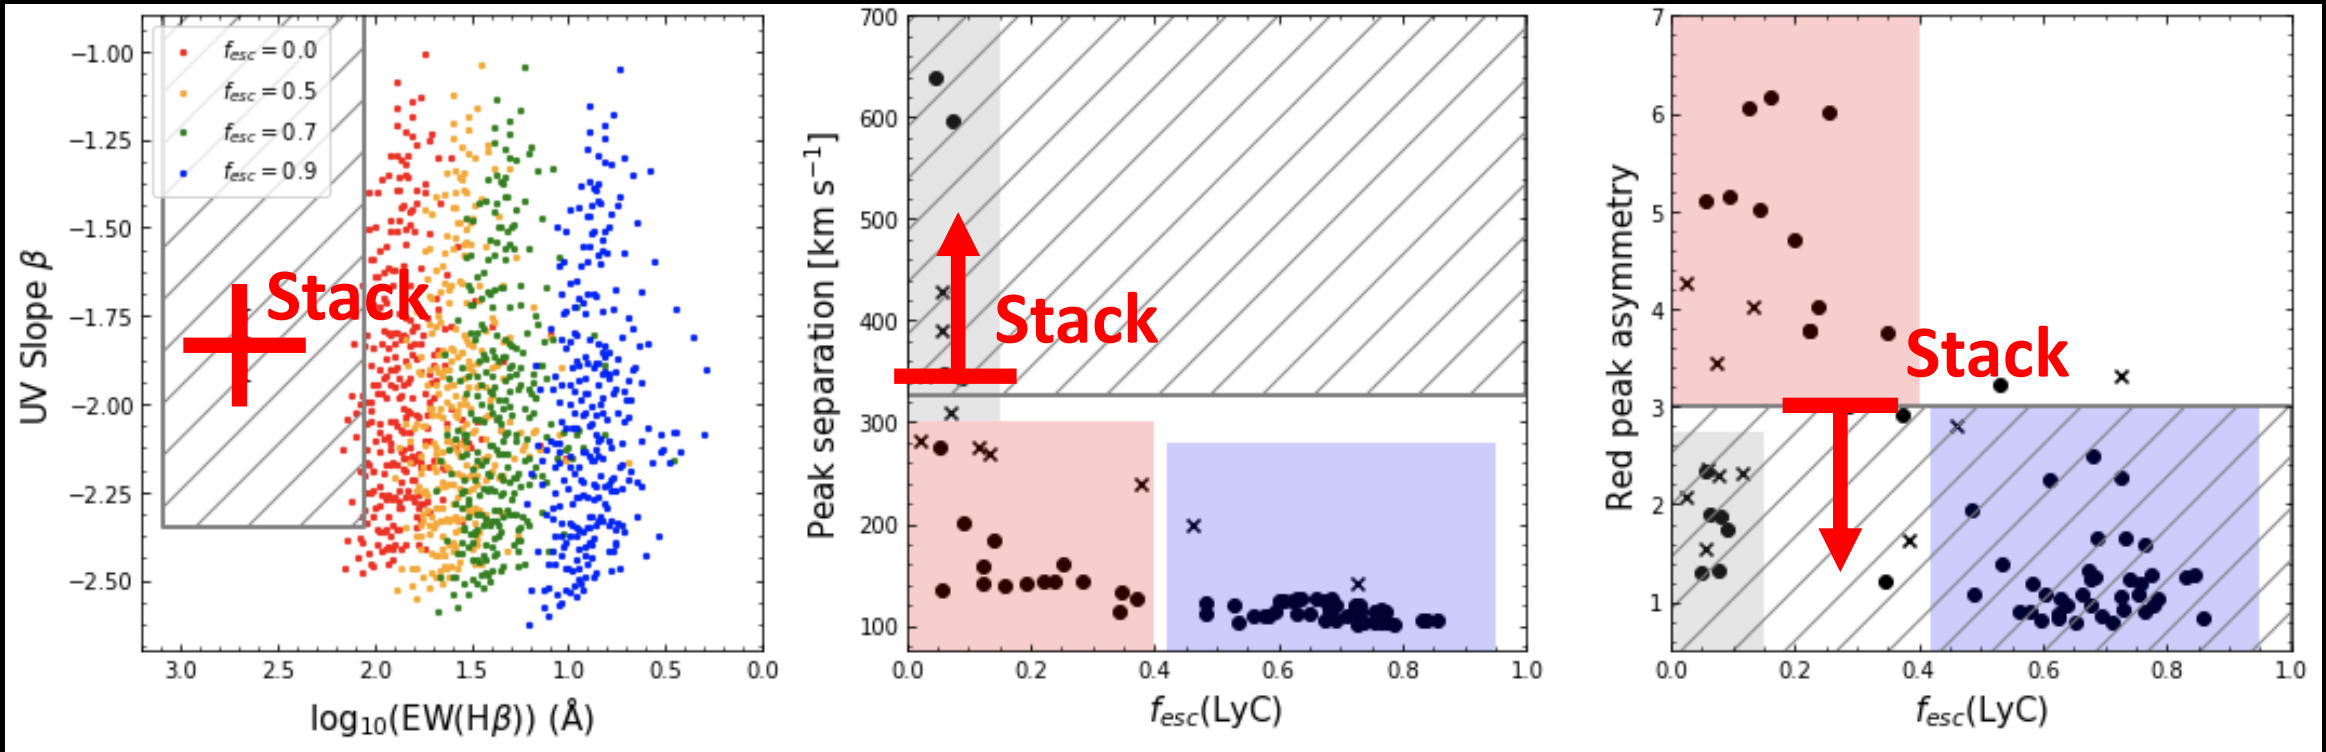 −1.00
−1.25
−1.50
−1.75
−2.00
−2.25
−2.50
UV Slope β
f_esc = 0.0
f_esc = 0.5
f_esc = 0.7
f_esc = 0.9
Stack
3.0 2.5 2.0 1.5 1.0 0.5 0.0
log₁₀(EW(Hβ)) (Å)
700
600
500
400
300
200
100
Peak separation [km s⁻¹]
Stack
0.0 0.2 0.4 0.6 0.8 1.0
f_esc(LyC)
7
6
5
4
3
2
1
Red peak asymmetry
Stack
0.0 0.2 0.4 0.6 0.8 1.0
f_esc(LyC)